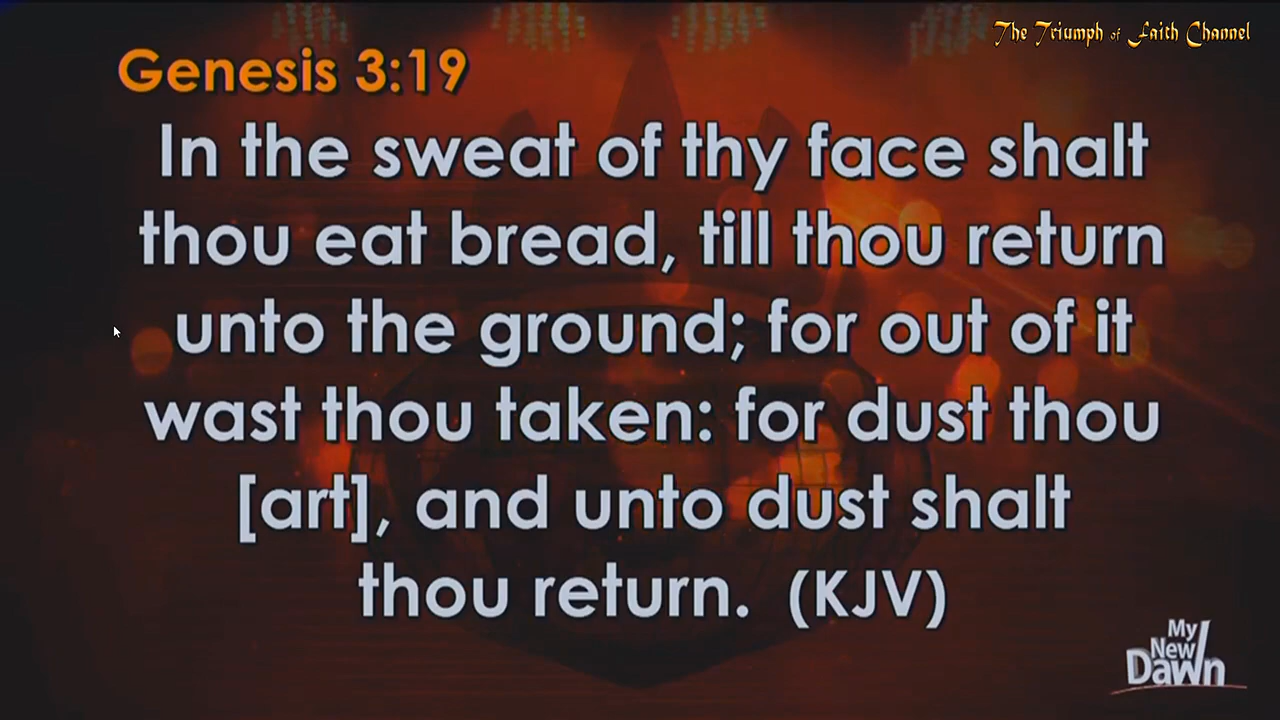 The Triumph of Faith Channel
Genesis 3:19
In the sweat of thy face shalt
thou eat bread, till thou return
unto the ground; for out of it
wast thou taken: for dust thou
[art], and unto dust shalt
thou return. (KJV)
My
New
Dawn